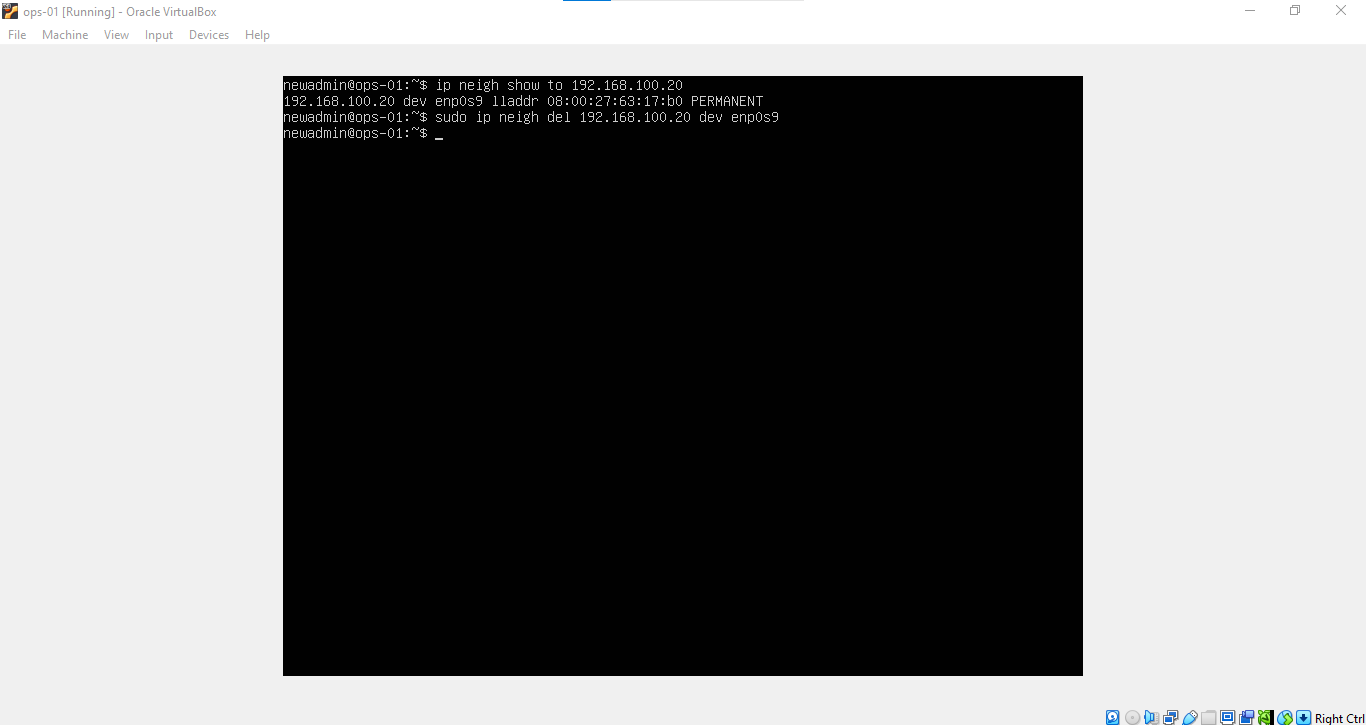 ops-01 [Running] - Oracle VirtualBox
File Machine View Input Devices Help
newadmin@ops-01:~$ ip neigh show to 192.168.100.20
192.168.100.20 dev enp0s9 lladdr 08:00:27:63:17:b0 PERMANENT
newadmin@ops-01:~$ sudo ip neigh del 192.168.100.20 dev enp0s9
newadmin@ops-01:~$ _
Right Ctrl